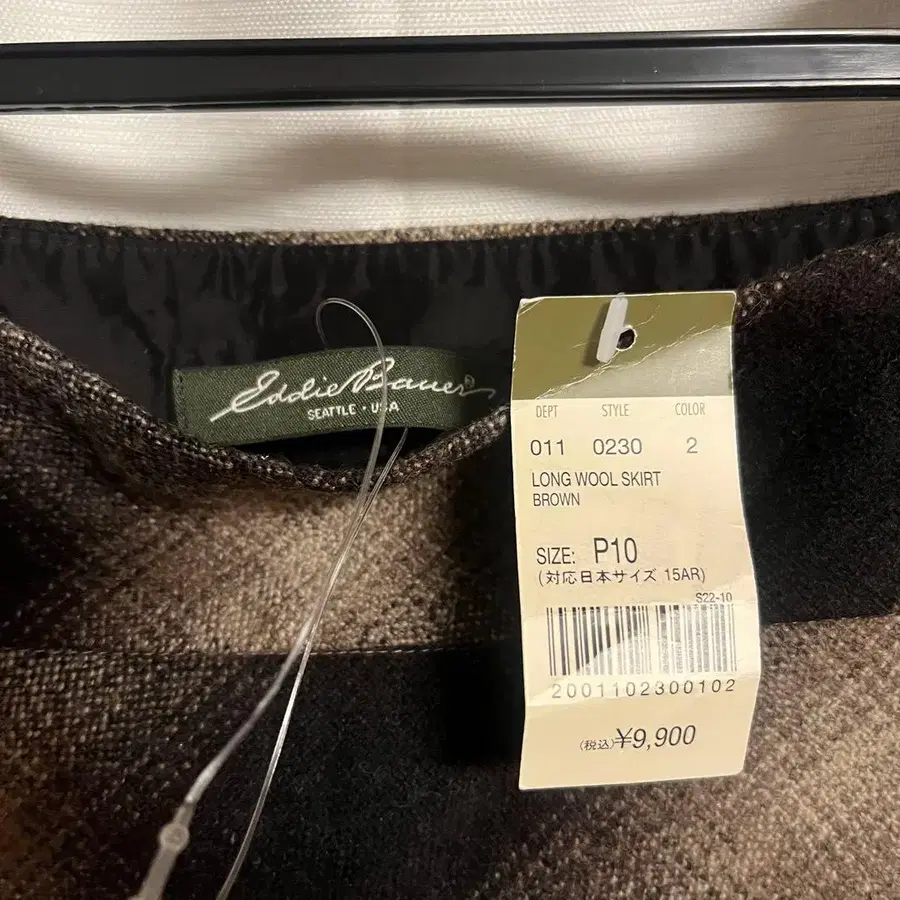 Eddie Bauer®
SEATTLE • USA
DEPT STYLE COLOR
011 0230 2
LONG WOOL SKIRT
BROWN
SIZE: P10
(対応日本サイズ 15AR)
S22-10
2001102300102
(税込)¥9,900